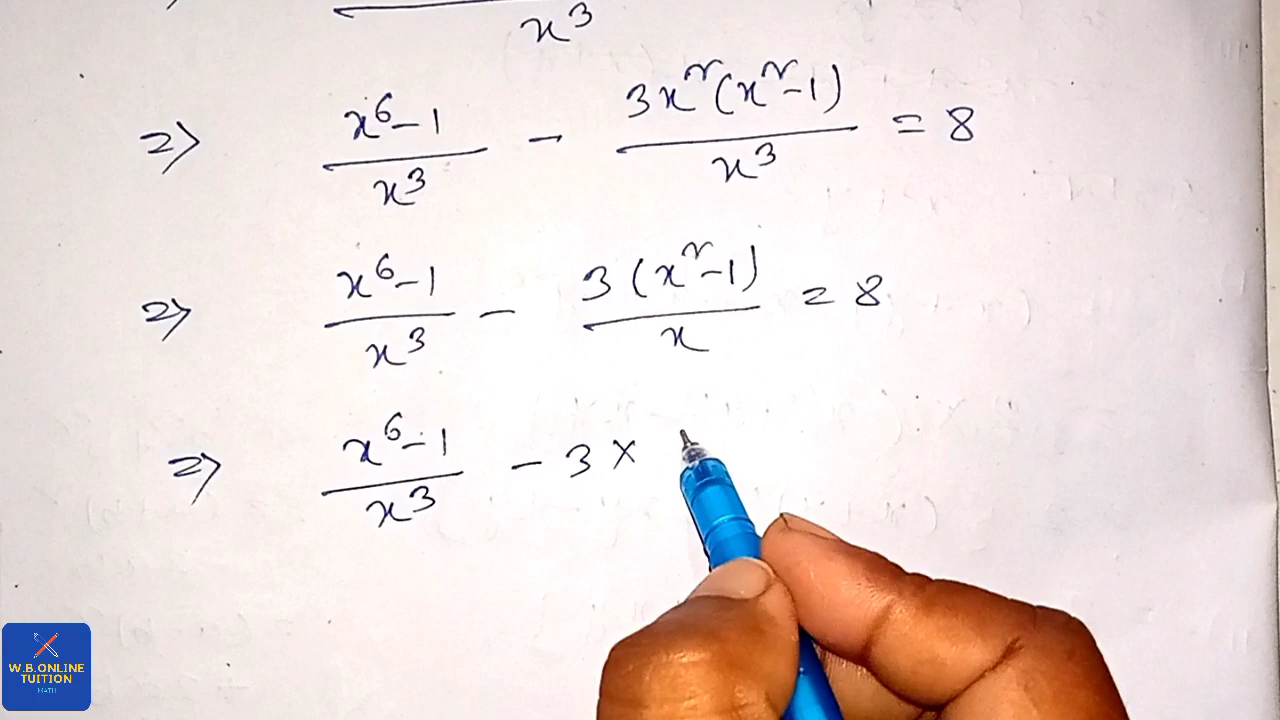 x³
=> x⁶-1/x³ - 3x²(x²-1)/x³ = 8
=> x⁶-1/x³ - 3(x²-1)/x = 8
=> x⁶-1/x³ - 3×
W.B.ONLINE
TUITION
MATH